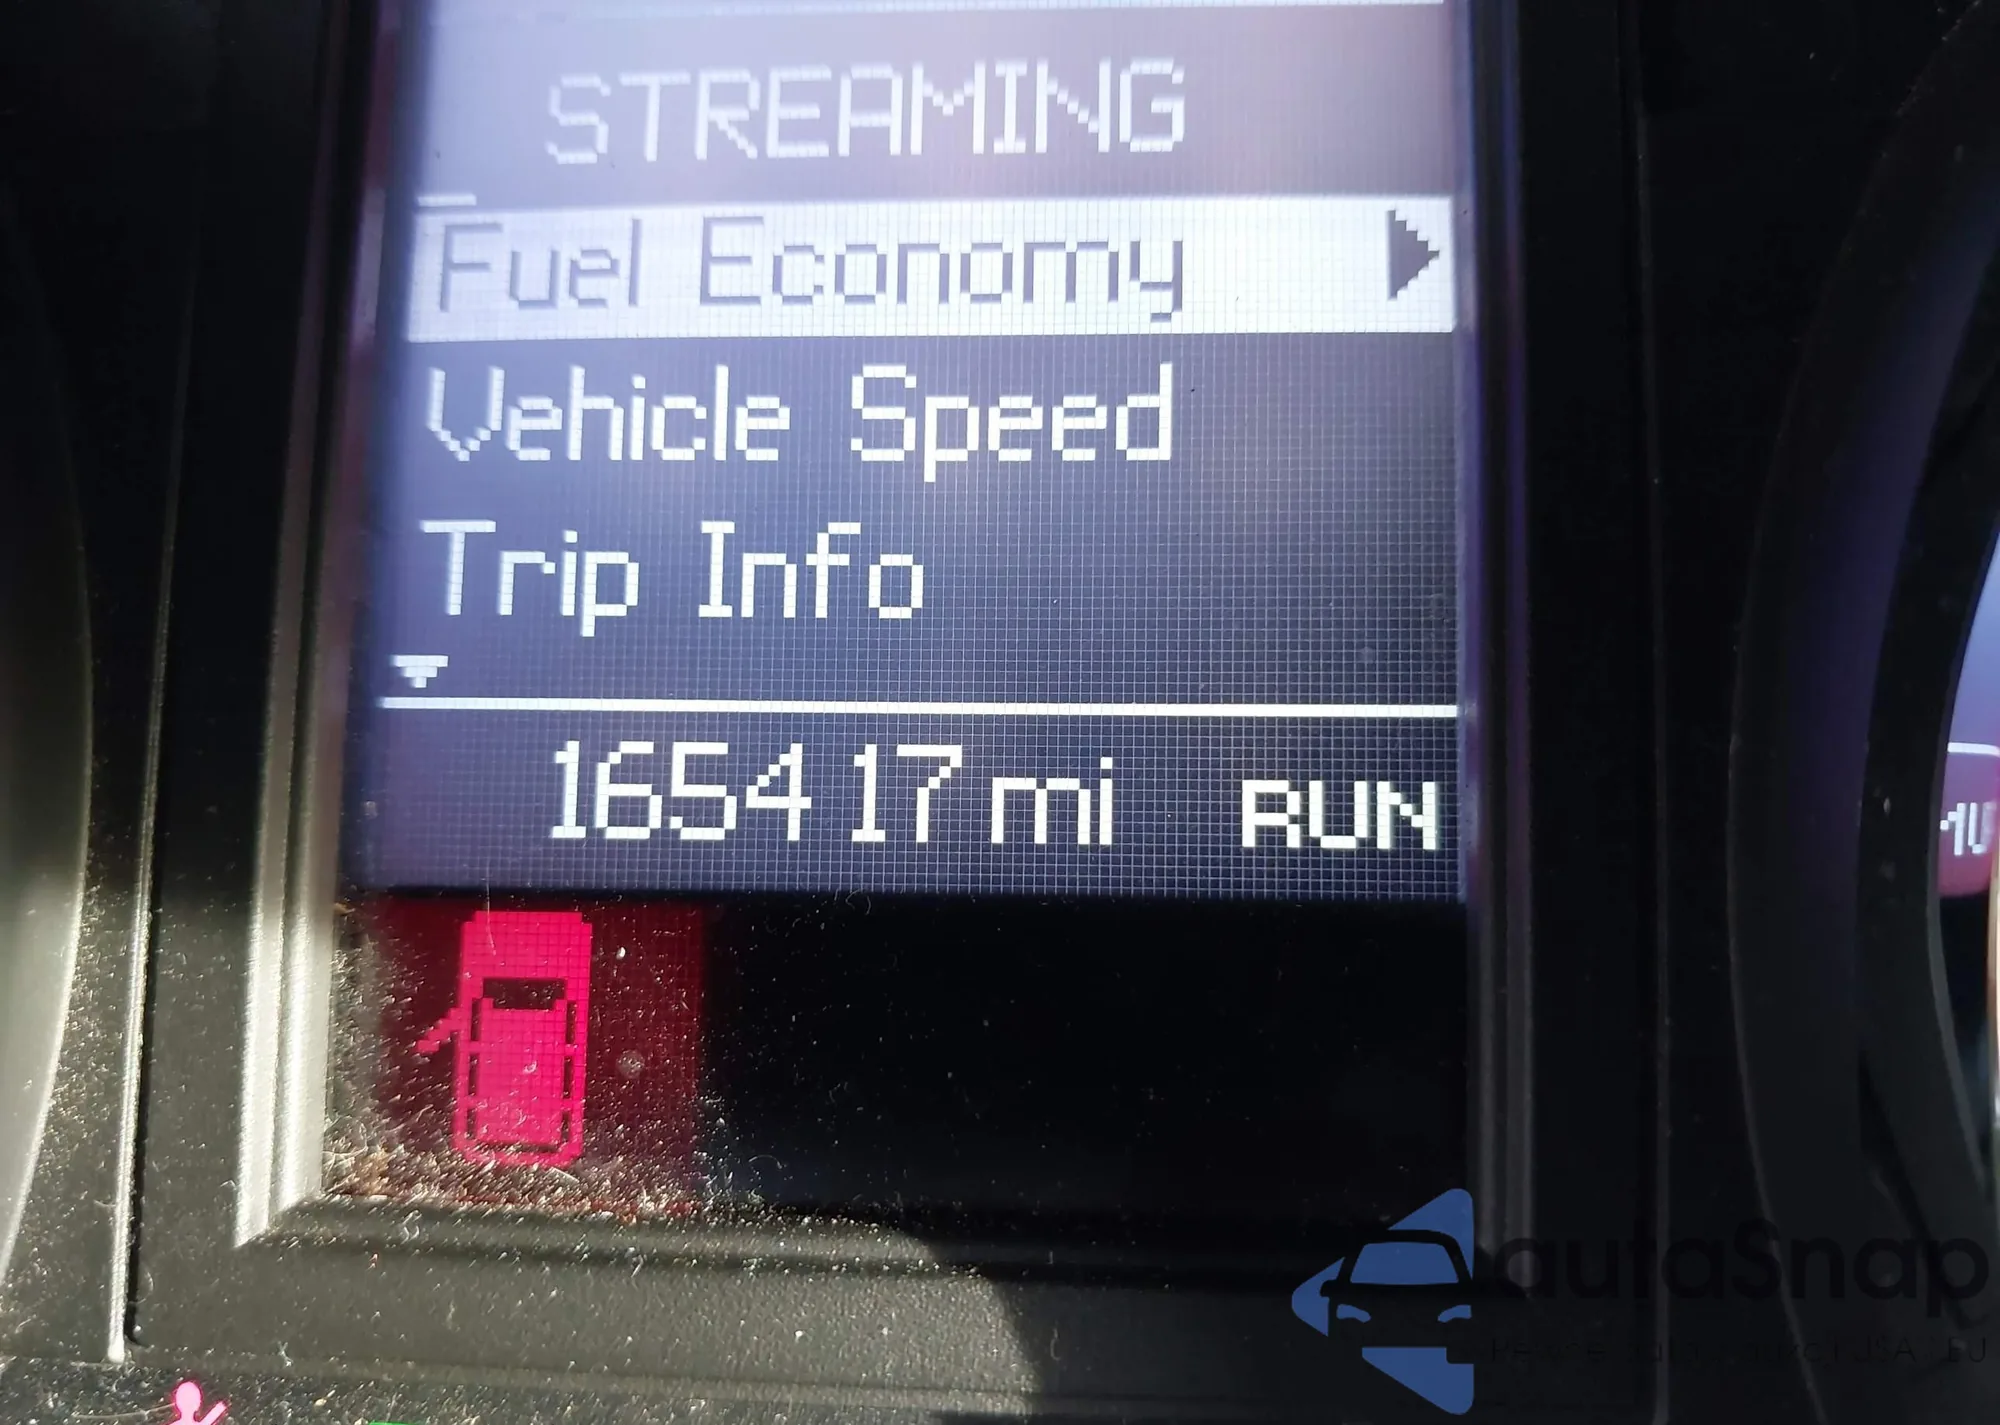 STREAMING
Fuel Economy
Vehicle Speed
Trip Info
165417 mi RUN
autoSnap